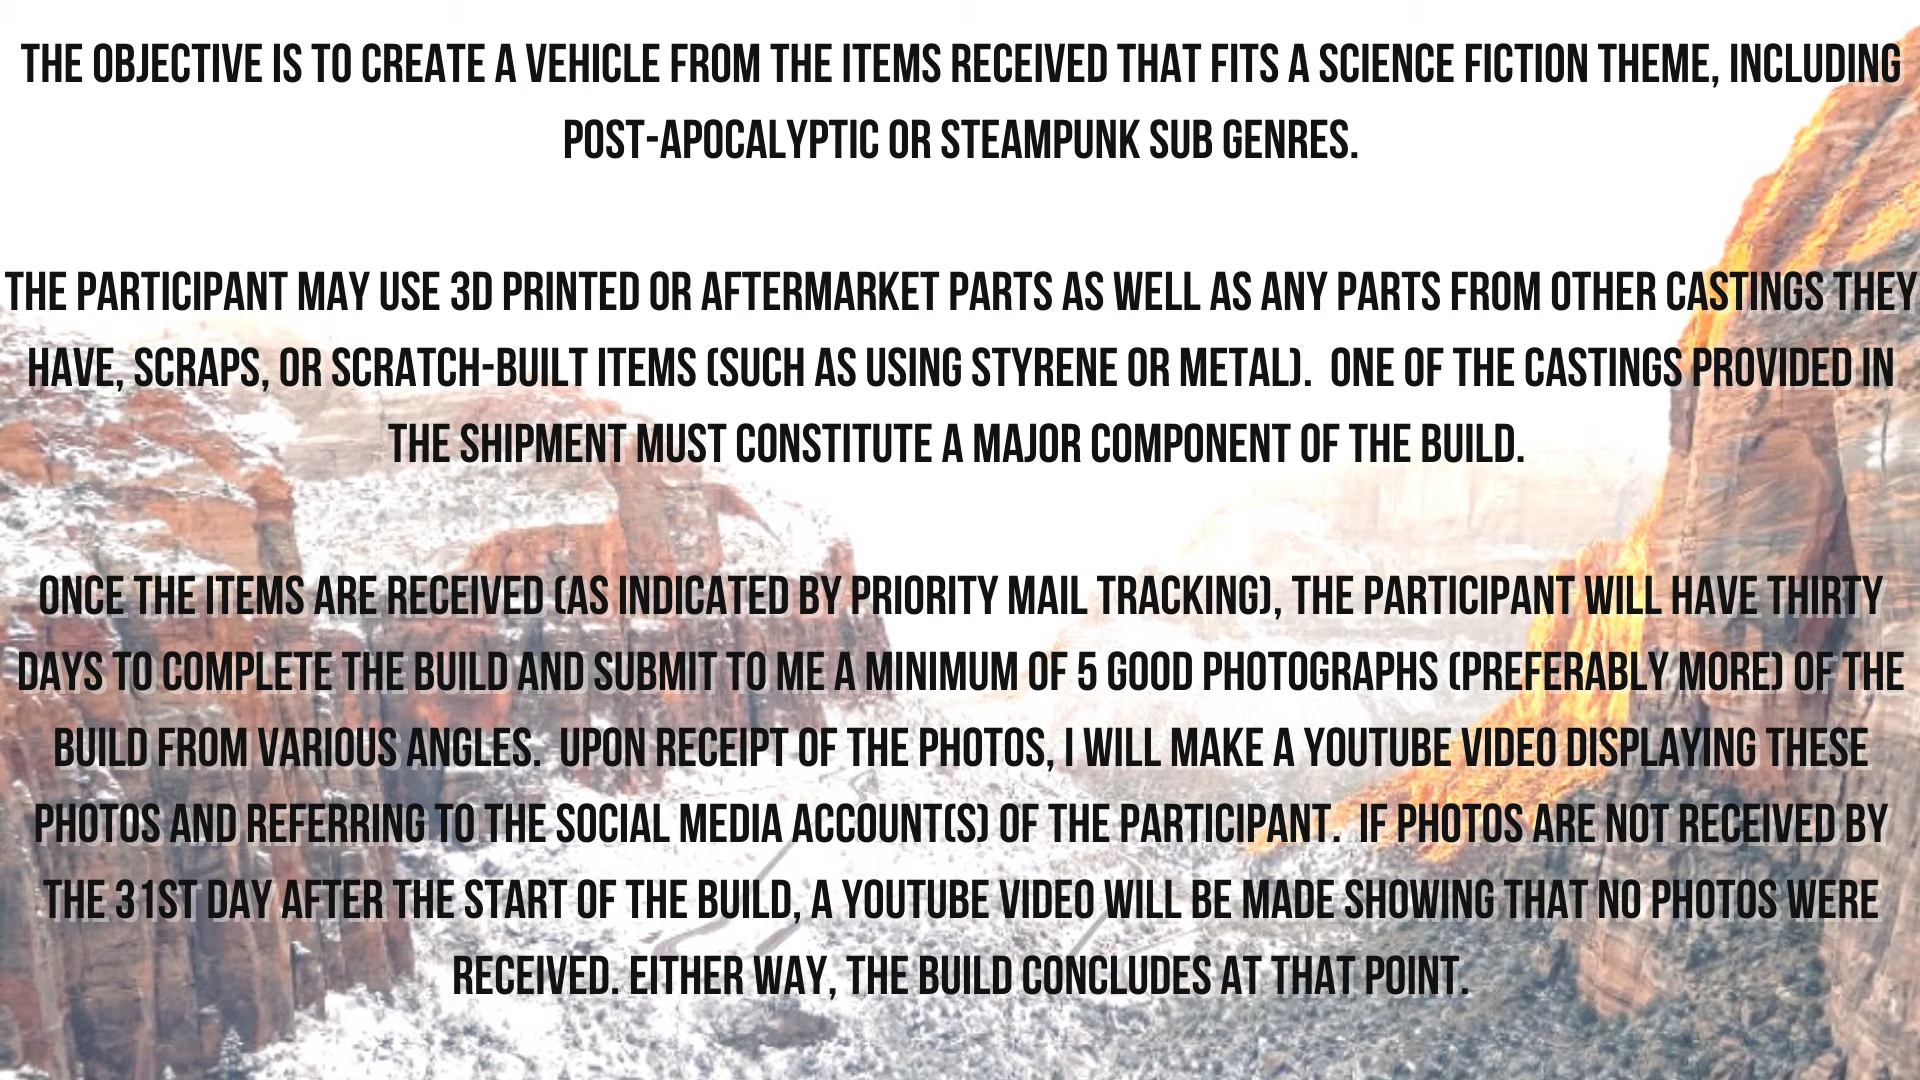 THE OBJECTIVE IS TO CREATE A VEHICLE FROM THE ITEMS RECEIVED THAT FITS A SCIENCE FICTION THEME, INCLUDING
POST-APOCALYPTIC OR STEAMPUNK SUB GENRES.
THE PARTICIPANT MAY USE 3D PRINTED OR AFTERMARKET PARTS AS WELL AS ANY PARTS FROM OTHER CASTINGS THEY
HAVE, SCRAPS, OR SCRATCH-BUILT ITEMS (SUCH AS USING STYRENE OR METAL). ONE OF THE CASTINGS PROVIDED IN
THE SHIPMENT MUST CONSTITUTE A MAJOR COMPONENT OF THE BUILD.
ONCE THE ITEMS ARE RECEIVED (AS INDICATED BY PRIORITY MAIL TRACKING), THE PARTICIPANT WILL HAVE THIRTY
DAYS TO COMPLETE THE BUILD AND SUBMIT TO ME A MINIMUM OF 5 GOOD PHOTOGRAPHS (PREFERABLY MORE) OF THE
BUILD FROM VARIOUS ANGLES. UPON RECEIPT OF THE PHOTOS, I WILL MAKE A YOUTUBE VIDEO DISPLAYING THESE
PHOTOS AND REFERRING TO THE SOCIAL MEDIA ACCOUNT(S) OF THE PARTICIPANT. IF PHOTOS ARE NOT RECEIVED BY
THE 31ST DAY AFTER THE START OF THE BUILD, A YOUTUBE VIDEO WILL BE MADE SHOWING THAT NO PHOTOS WERE
RECEIVED. EITHER WAY, THE BUILD CONCLUDES AT THAT POINT.